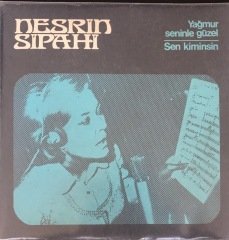 NESRİN
SİPAHİ
Yağmur
seninle güzel
Sen kiminsin